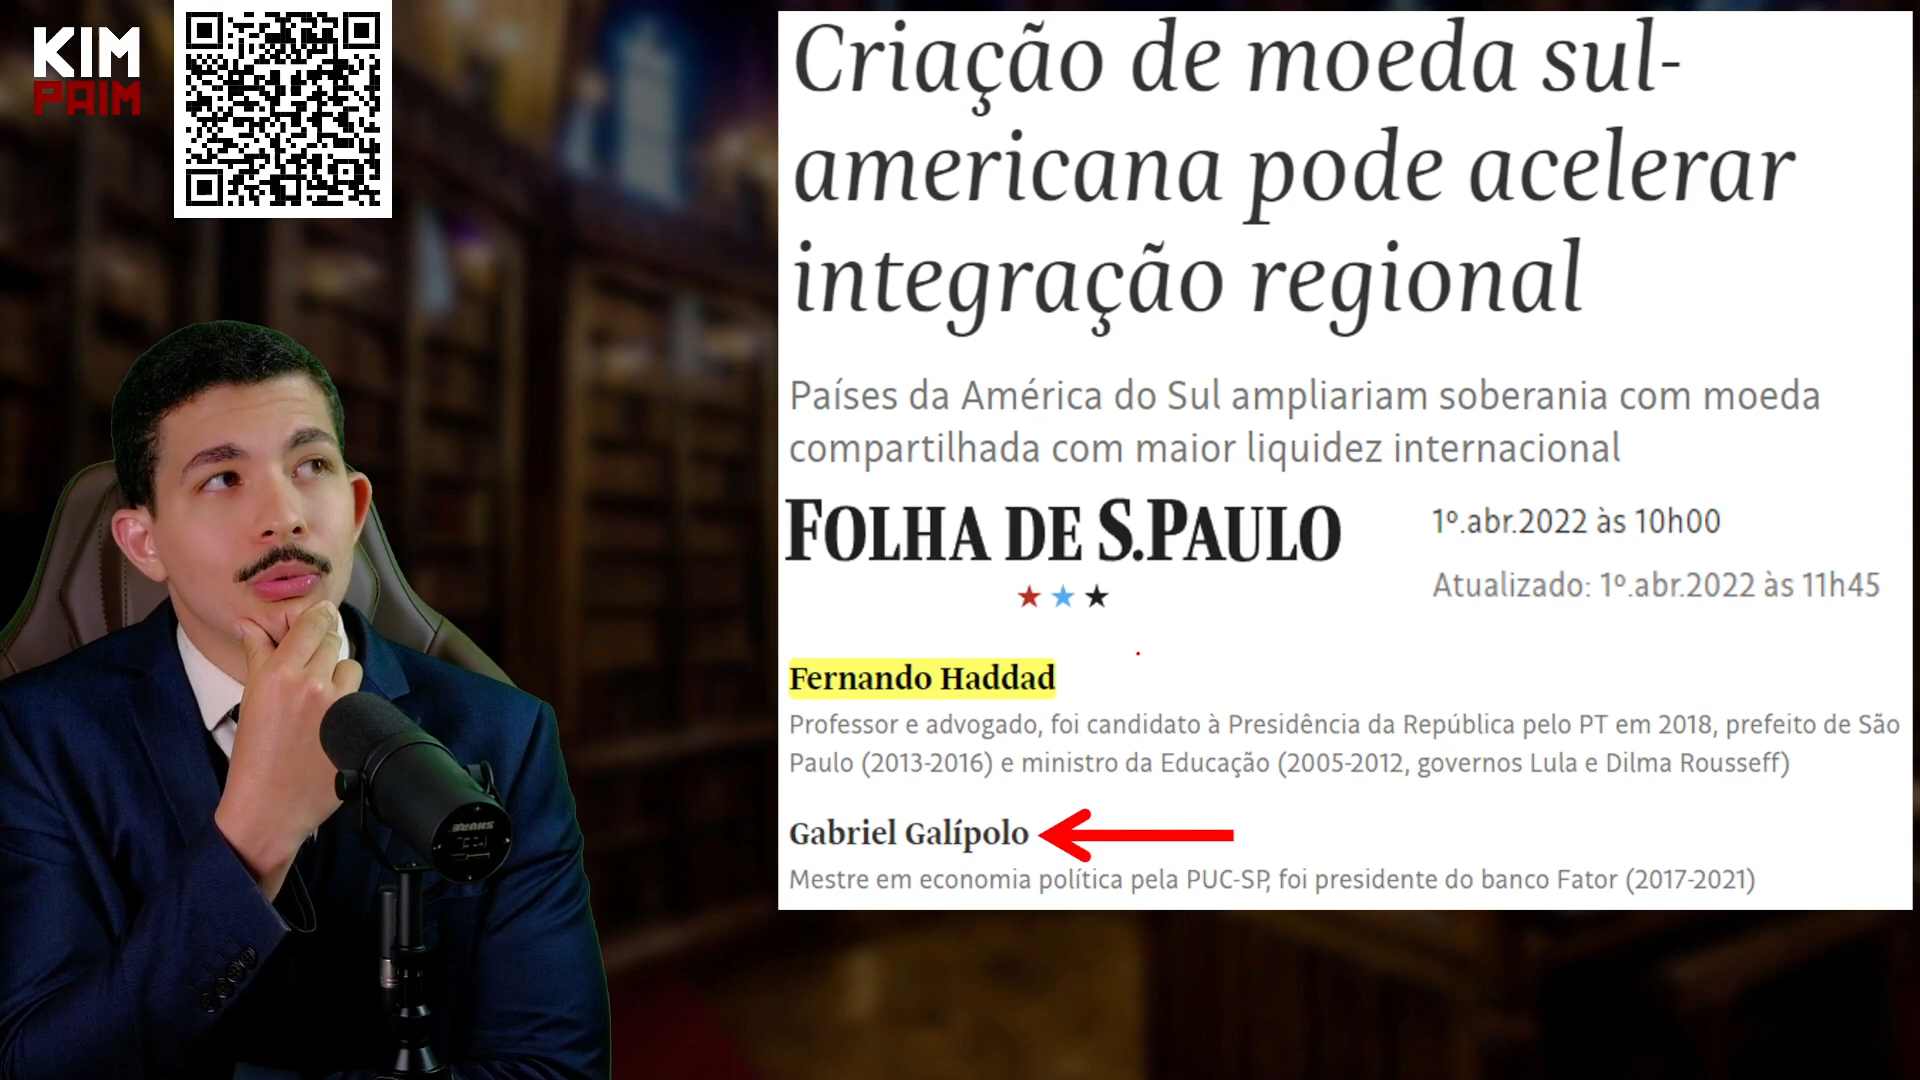 KIM
PAIM
Criação de moeda sul-
americana pode acelerar
integração regional
Países da América do Sul ampliariam soberania com moeda
compartilhada com maior liquidez internacional
FOLHA DE S.PAULO
1º.abr.2022 às 10h00
Atualizado: 1º.abr.2022 às 11h45
Fernando Haddad
Professor e advogado, foi candidato à Presidência da República pelo PT em 2018, prefeito de São
Paulo (2013-2016) e ministro da Educação (2005-2012, governos Lula e Dilma Rousseff)
Gabriel Galípolo
Mestre em economia política pela PUC-SP, foi presidente do banco Fator (2017-2021)
SHURE